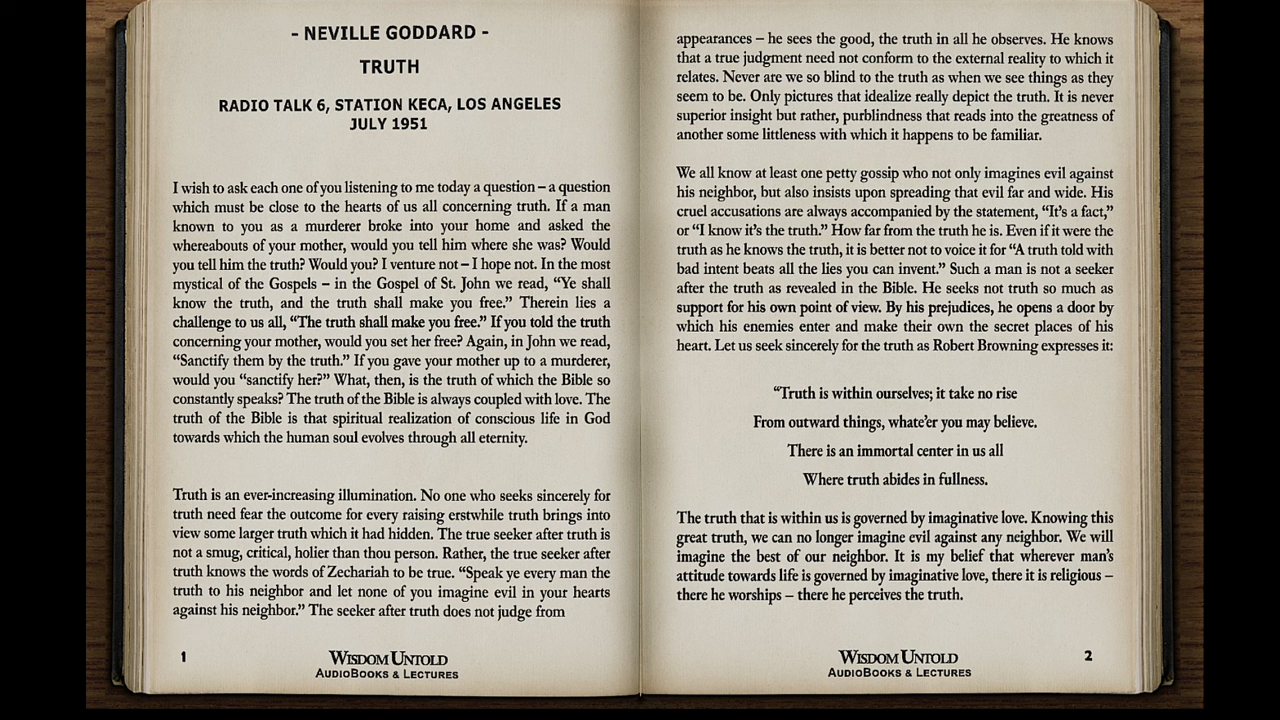 - NEVILLE GODDARD -
TRUTH
RADIO TALK 6, STATION KECA, LOS ANGELES
JULY 1951
I wish to ask each one of you listening to me today a question – a question
which must be close to the hearts of us all concerning truth. If a man
known to you as a murderer broke into your home and asked the
whereabouts of your mother, would you tell him where she was? Would
you tell him the truth? Would you? I venture not – I hope not. In the most
mystical of the Gospels – in the Gospel of St. John we read, “Ye shall
know the truth, and the truth shall make you free.” Therein lies a
challenge to us all, “The truth shall make you free.” If you told the truth
concerning your mother, would you set her free? Again, in John we read,
“Sanctify them by the truth.” If you gave your mother up to a murderer,
would you “sanctify her?” What, then, is the truth of which the Bible so
constantly speaks? The truth of the Bible is always coupled with love. The
truth of the Bible is that spiritual realization of conscious life in God
towards which the human soul evolves through all eternity.
Truth is an ever-increasing illumination. No one who seeks sincerely for
truth need fear the outcome for every raising erstwhile truth brings into
view some larger truth which it had hidden. The true seeker after truth is
not a smug, critical, holier than thou person. Rather, the true seeker after
truth knows the words of Zechariah to be true. “Speak ye every man the
truth to his neighbor and let none of you imagine evil in your hearts
against his neighbor.” The seeker after truth does not judge from
1
WISDOM UNTOLD
AUDIOBOOKS & LECTURES
appearances – he sees the good, the truth in all he observes. He knows
that a true judgment need not conform to the external reality to which it
relates. Never are we so blind to the truth as when we see things as they
seem to be. Only pictures that idealize really depict the truth. It is never
superior insight but rather, purblindness that reads into the greatness of
another some littleness with which it happens to be familiar.
We all know at least one petty gossip who not only imagines evil against
his neighbor, but also insists upon spreading that evil far and wide. His
cruel accusations are always accompanied by the statement, “It’s a fact,”
or “I know it’s the truth.” How far from the truth he is. Even if it were the
truth as he knows the truth, it is better not to voice it for “A truth told with
bad intent beats all the lies you can invent.” Such a man is not a seeker
after the truth as revealed in the Bible. He seeks not truth so much as
support for his own point of view. By his prejudices, he opens a door by
which his enemies enter and make their own the secret places of his
heart. Let us seek sincerely for the truth as Robert Browning expresses it:
“Truth is within ourselves; it take no rise
From outward things, whate’er you may believe.
There is an immortal center in us all
Where truth abides in fullness.
The truth that is within us is governed by imaginative love. Knowing this
great truth, we can no longer imagine evil against any neighbor. We will
imagine the best of our neighbor. It is my belief that wherever man’s
attitude towards life is governed by imaginative love, there it is religious –
there he worships – there he perceives the truth.
WISDOM UNTOLD
AUDIOBOOKS & LECTURES
2